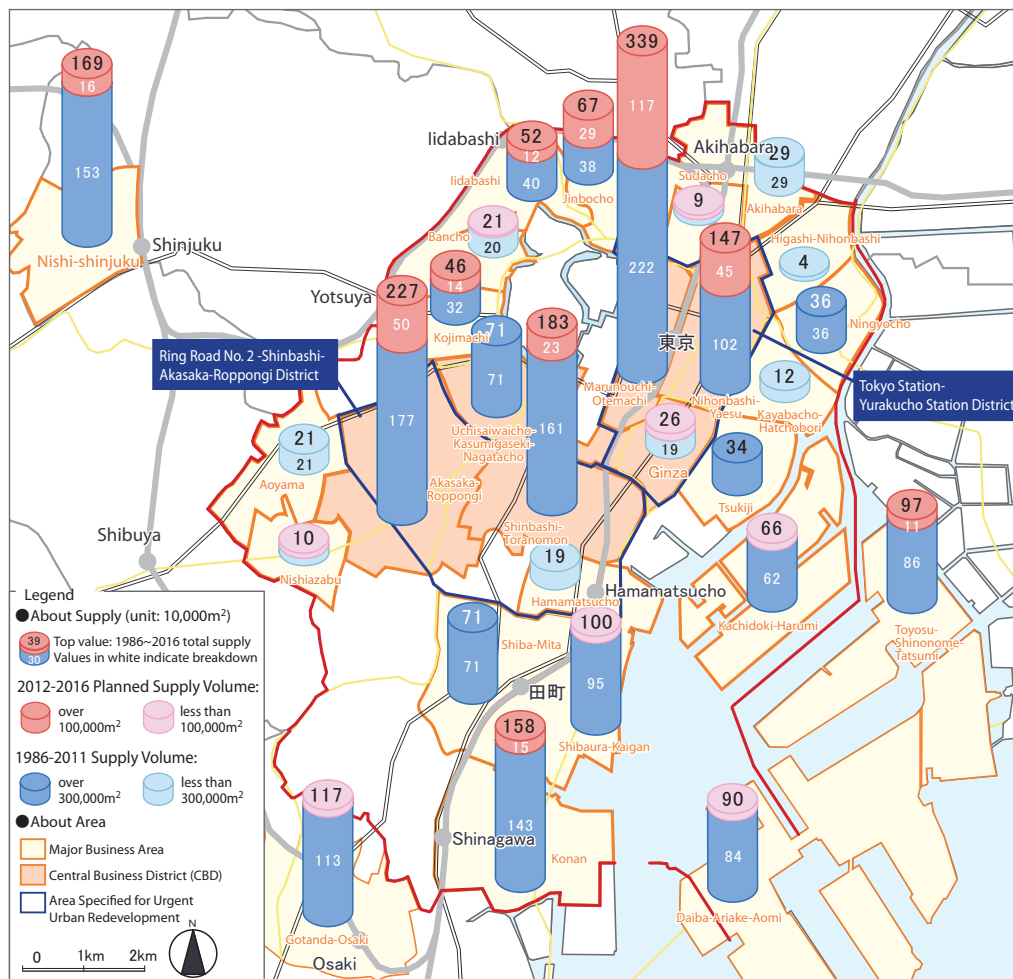 169
16
153
Nishi-shinjuku
Shinjuku
Iidabashi
52
12
40
Iidabashi
67
29
38
Jinbocho
339
117
222
Marunouchi-
Otemachi
Akihabara
29
29
Akihabara
Sudacho
9
21
20
Bancho
147
45
102
Nihonbashi-
Yaesu
Higashi-Nihonbashi
4
36
36
Ningyocho
Yotsuya
46
14
32
Kojimachi
227
50
177
Akasaka-
Roppongi
71
71
Uchisaiwaicho-
Kasumigaseki-
Nagatacho
183
23
161
Shinbashi-
Toranomon
東京
Ring Road No. 2 -Shinbashi-
Akasaka-Roppongi District
Tokyo Station-
Yurakucho Station District
12
Kayabacho-
Hatchobori
26
19
Ginza
34
Tsukiji
21
21
Aoyama
10
Nishiazabu
Shibuya
19
Hamamatsucho
Hamamatsucho
66
62
Kachidoki-Harumi
97
11
86
Toyosu-
Shinonome-
Tatsumi
71
71
Shiba-Mita
田町
100
95
Shibaura-Kaigan
158
15
143
Konan
Shinagawa
117
113
Gotanda-Osaki
Osaki
90
84
Daiba-Ariake-Aomi
Legend
●About Supply (unit: 10,000m²)
39
30
Top value: 1986~2016 total supply
Values in white indicate breakdown
2012-2016 Planned Supply Volume:
over
100,000m²
less than
100,000m²
1986-2011 Supply Volume:
over
300,000m²
less than
300,000m²
●About Area
Major Business Area
Central Business District (CBD)
Area Specified for Urgent
Urban Redevelopment
0 1km 2km
N